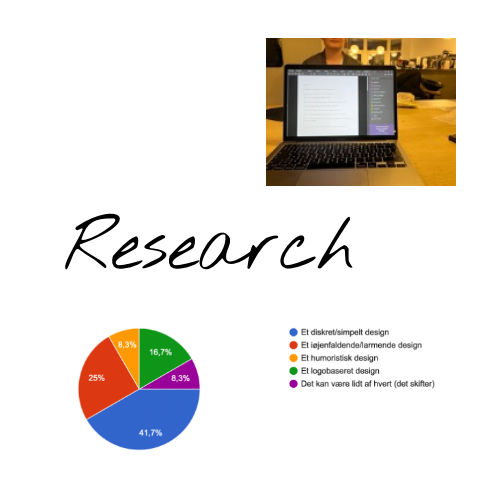 Research
8.3%
16,7%
25%
8,3%
41,7%
Et diskret/simpelt design
Et iøjenfaldende/larmende design
Et humoristisk design
Et logobaseret design
Det kan være lidt af hvert (det skifter)